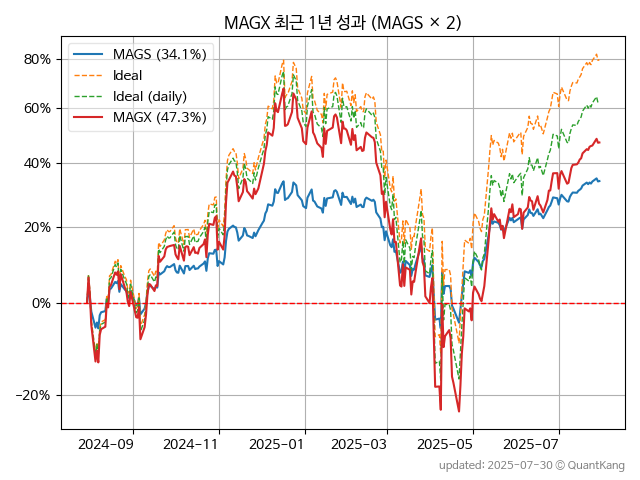 MAGX 최근 1년 성과 (MAGS × 2)
MAGS (34.1%)
Ideal
Ideal (daily)
MAGX (47.3%)
80%
60%
40%
20%
0%
−20%
2024-09 2024-11 2025-01 2025-03 2025-05 2025-07
updated: 2025-07-30 © QuantKang